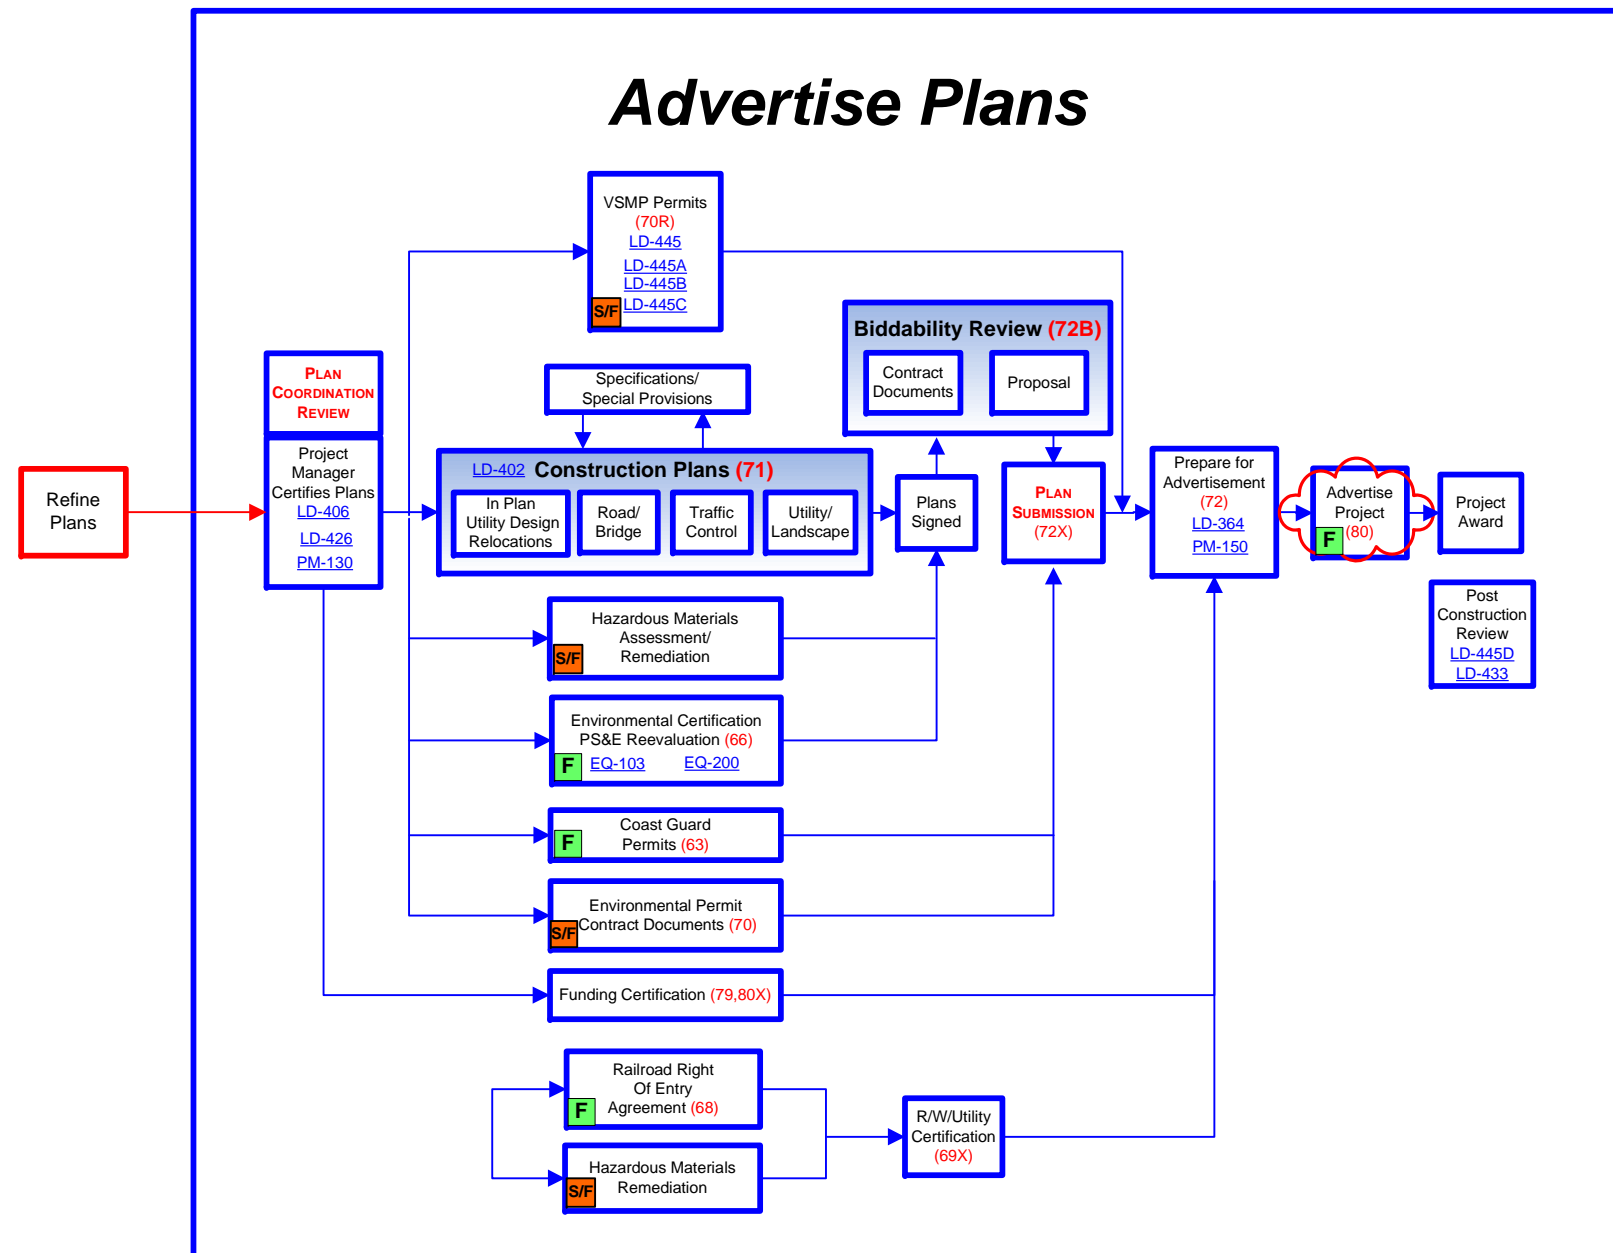 Advertise Plans
VSMP Permits
(70R)
LD-445
LD-445A
LD-445B
LD-445C
S/F
Biddability Review (72B)
Contract
Documents
Proposal
PLAN
COORDINATION
REVIEW
Specifications/
Special Provisions
Refine
Plans
Project
Manager
Certifies Plans
LD-406
LD-426
PM-130
LD-402 Construction Plans (71)
In Plan
Utility Design
Relocations
Road/
Bridge
Traffic
Control
Utility/
Landscape
Plans
Signed
PLAN
SUBMISSION
(72X)
Prepare for
Advertisement
(72)
LD-364
PM-150
Advertise
Project
(80)
F
Project
Award
Post
Construction
Review
LD-445D
LD-433
Hazardous Materials
Assessment/
Remediation
S/F
Environmental Certification
PS&E Reevaluation (66)
F
EQ-103 EQ-200
Coast Guard
Permits (63)
F
Environmental Permit
Contract Documents (70)
S/F
Funding Certification (79,80X)
Railroad Right
Of Entry
Agreement (68)
F
R/W/Utility
Certification
(69X)
Hazardous Materials
Remediation
S/F